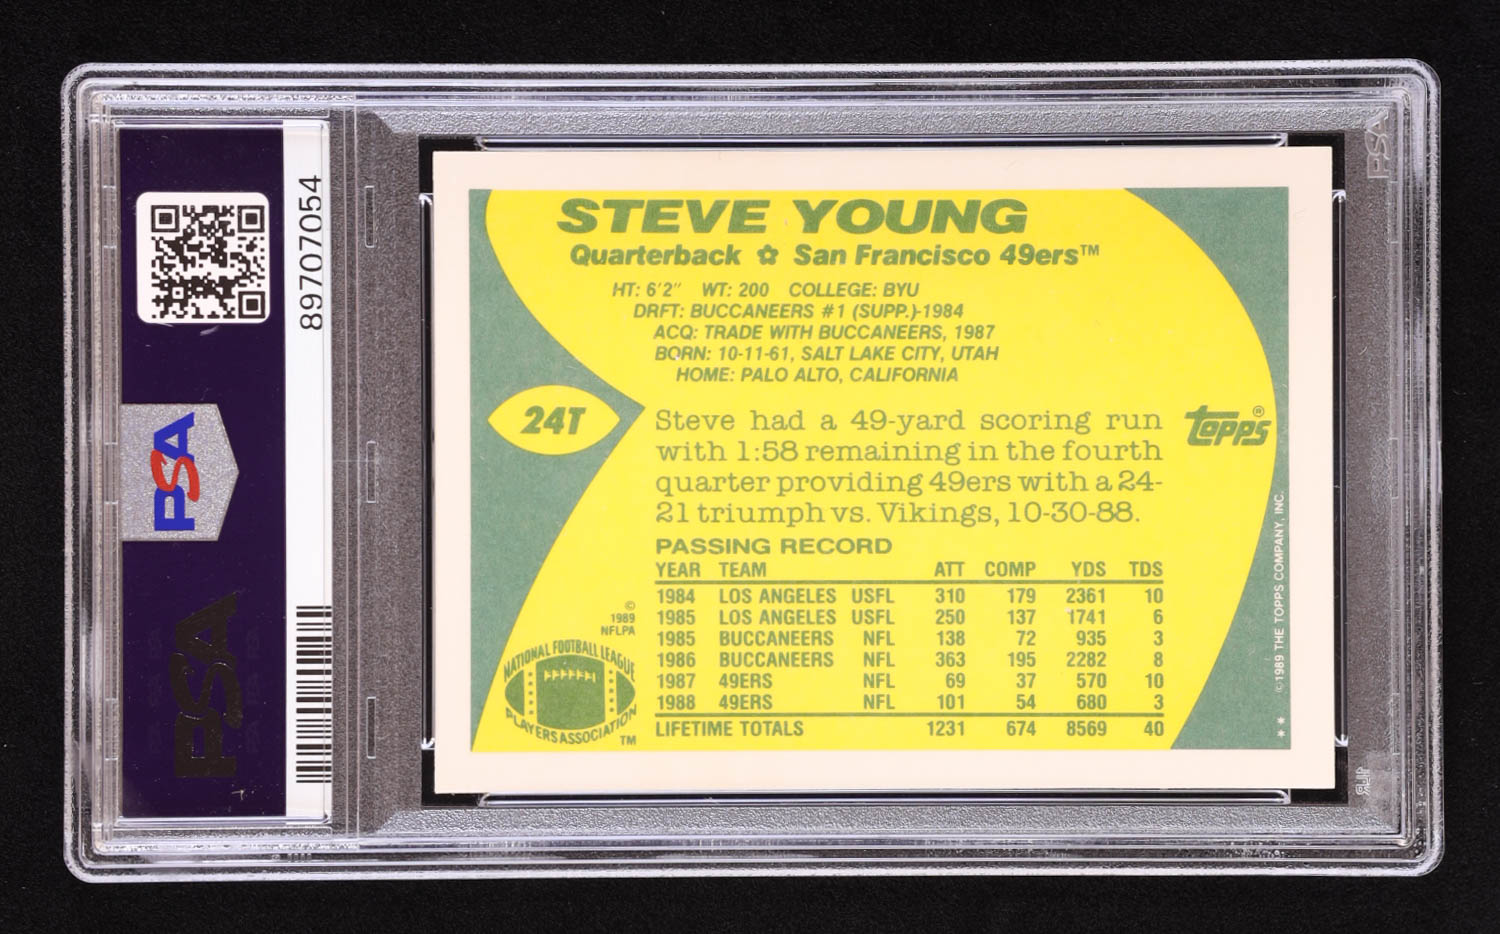 89707054
PSA
PSA
PSA
STEVE YOUNG
Quarterback ✿ San Francisco 49ers™
HT: 6'2" WT: 200 COLLEGE: BYU
DRFT: BUCCANEERS #1 (SUPP.)-1984
ACQ: TRADE WITH BUCCANEERS, 1987
BORN: 10-11-61, SALT LAKE CITY, UTAH
HOME: PALO ALTO, CALIFORNIA
24T
Steve had a 49-yard scoring run
with 1:58 remaining in the fourth
quarter providing 49ers with a 24-
21 triumph vs. Vikings, 10-30-88.
topps®
PASSING RECORD
YEAR TEAM ATT COMP YDS TDS
1984 LOS ANGELES USFL 310 179 2361 10
1985 LOS ANGELES USFL 250 137 1741 6
1985 BUCCANEERS NFL 138 72 935 3
1986 BUCCANEERS NFL 363 195 2282 8
1987 49ERS NFL 69 37 570 10
1988 49ERS NFL 101 54 680 3
LIFETIME TOTALS 1231 674 8569 40
©
1989
NFLPA
NATIONAL FOOTBALL LEAGUE
PLAYERS ASSOCIATION
™
* * ©1989 THE TOPPS COMPANY, INC.